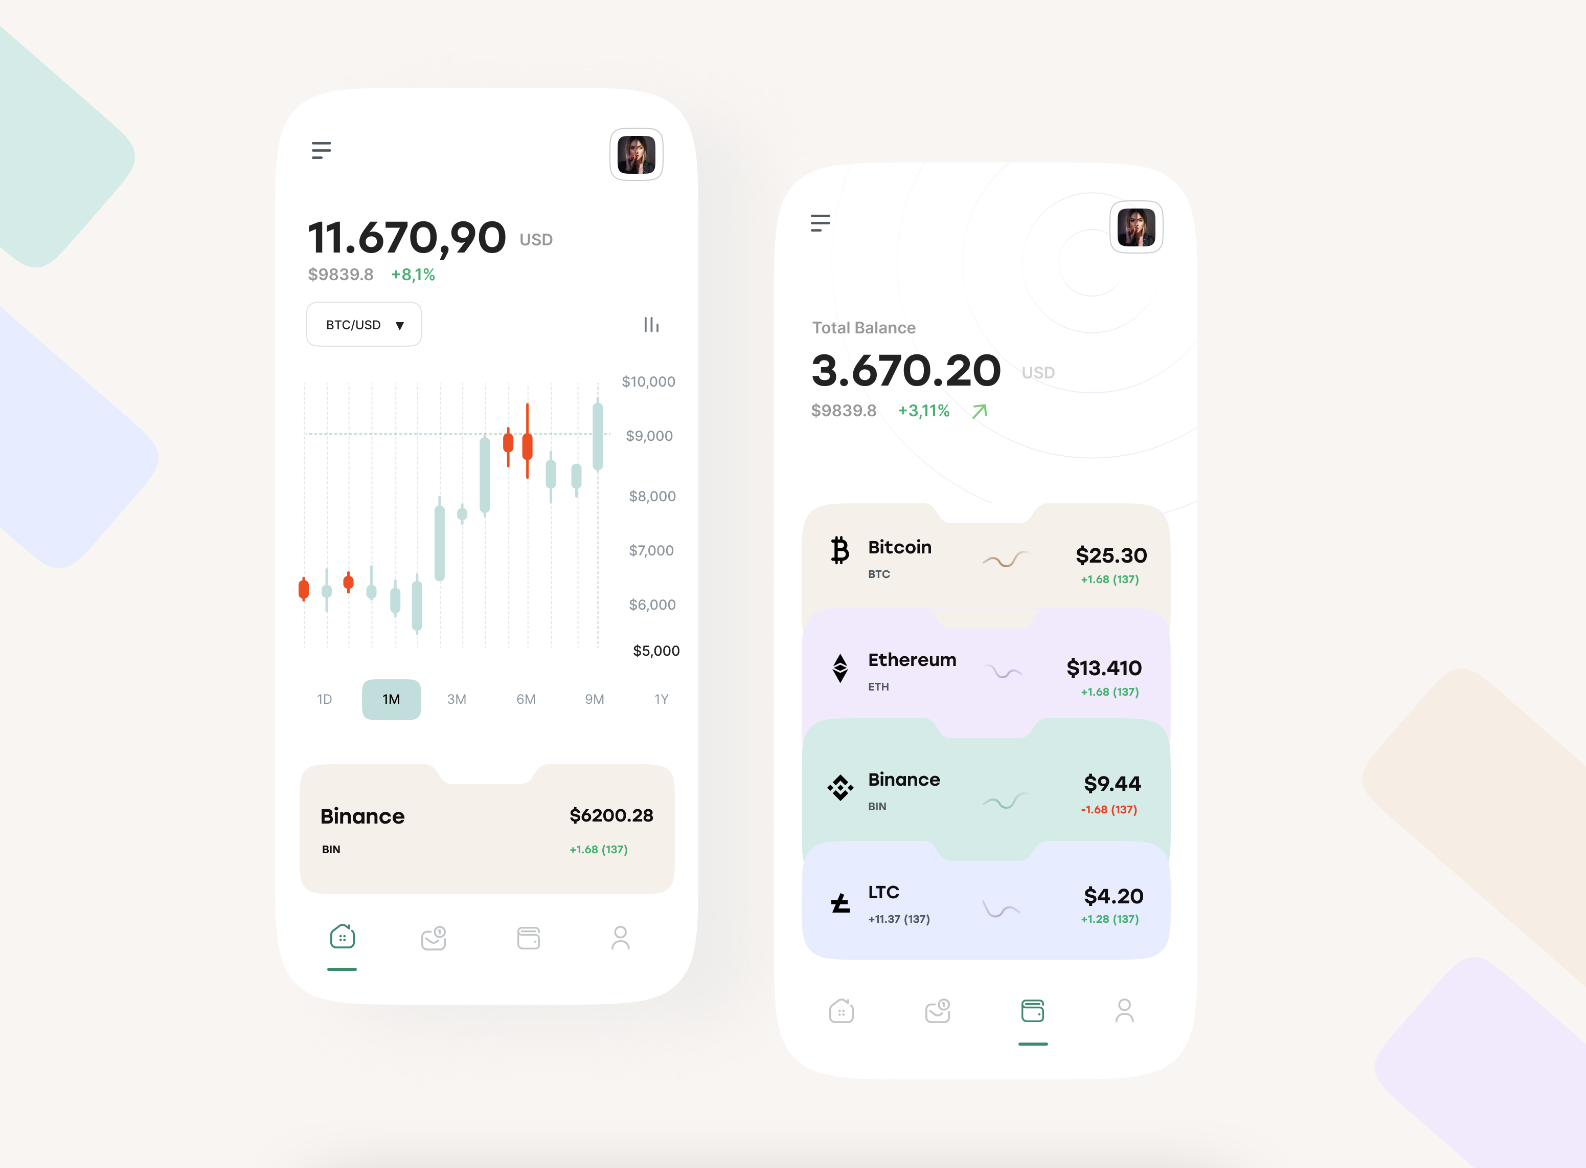 11.670,90 USD
$9839.8 +8,1%
BTC/USD ▼
$10,000
$9,000
$8,000
$7,000
$6,000
$5,000
1D 1M 3M 6M 9M 1Y
Binance $6200.28
BIN +1.68 (137)
Total Balance
3.670.20 USD
$9839.8 +3,11%
Bitcoin $25.30
BTC +1.68 (137)
Ethereum $13.410
ETH +1.68 (137)
Binance $9.44
BIN -1.68 (137)
LTC $4.20
+11.37 (137) +1.28 (137)